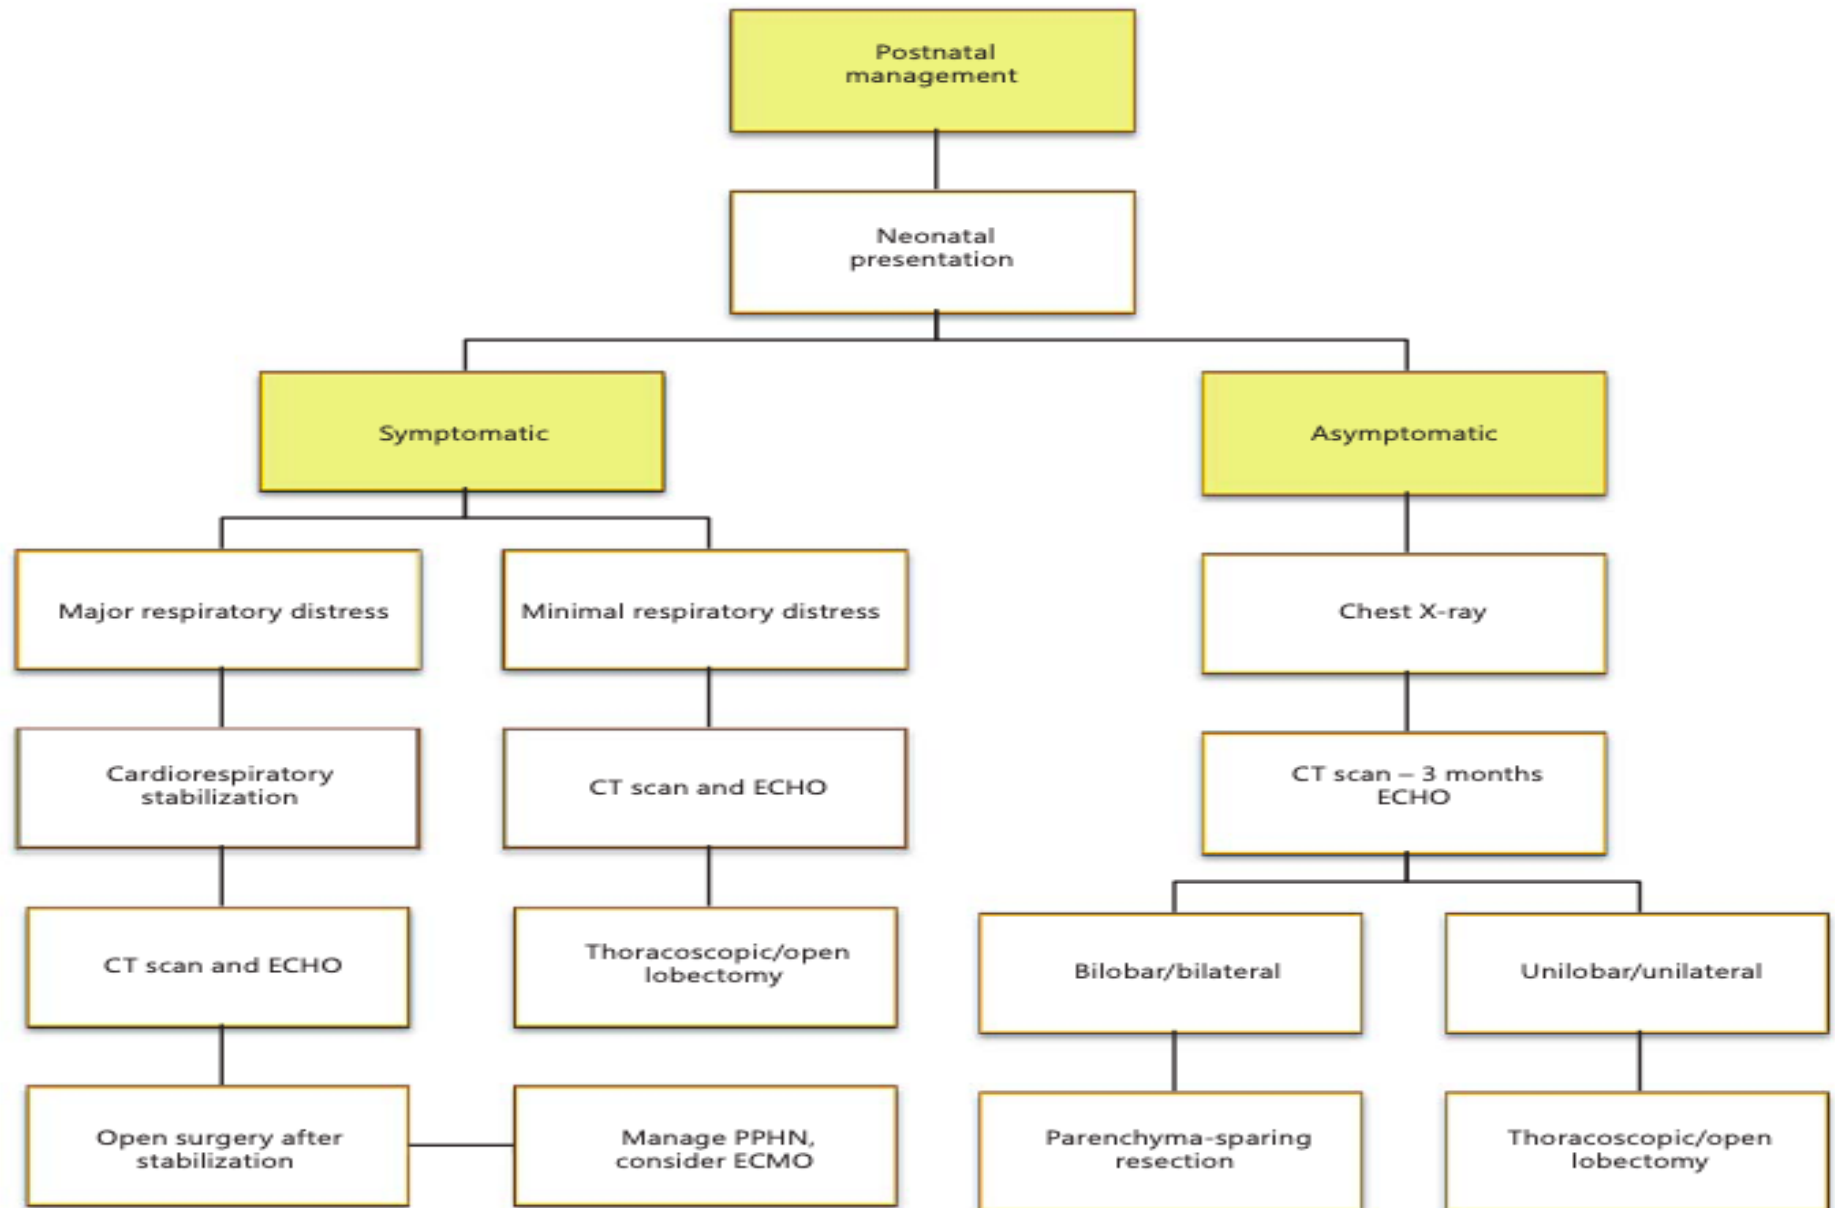 Postnatal
management
Neonatal
presentation
Symptomatic
Asymptomatic
Major respiratory distress
Minimal respiratory distress
Chest X-ray
Cardiorespiratory
stabilization
CT scan and ECHO
CT scan – 3 months
ECHO
CT scan and ECHO
Thoracoscopic/open
lobectomy
Bilobar/bilateral
Unilobar/unilateral
Open surgery after
stabilization
Manage PPHN,
consider ECMO
Parenchyma-sparing
resection
Thoracoscopic/open
lobectomy